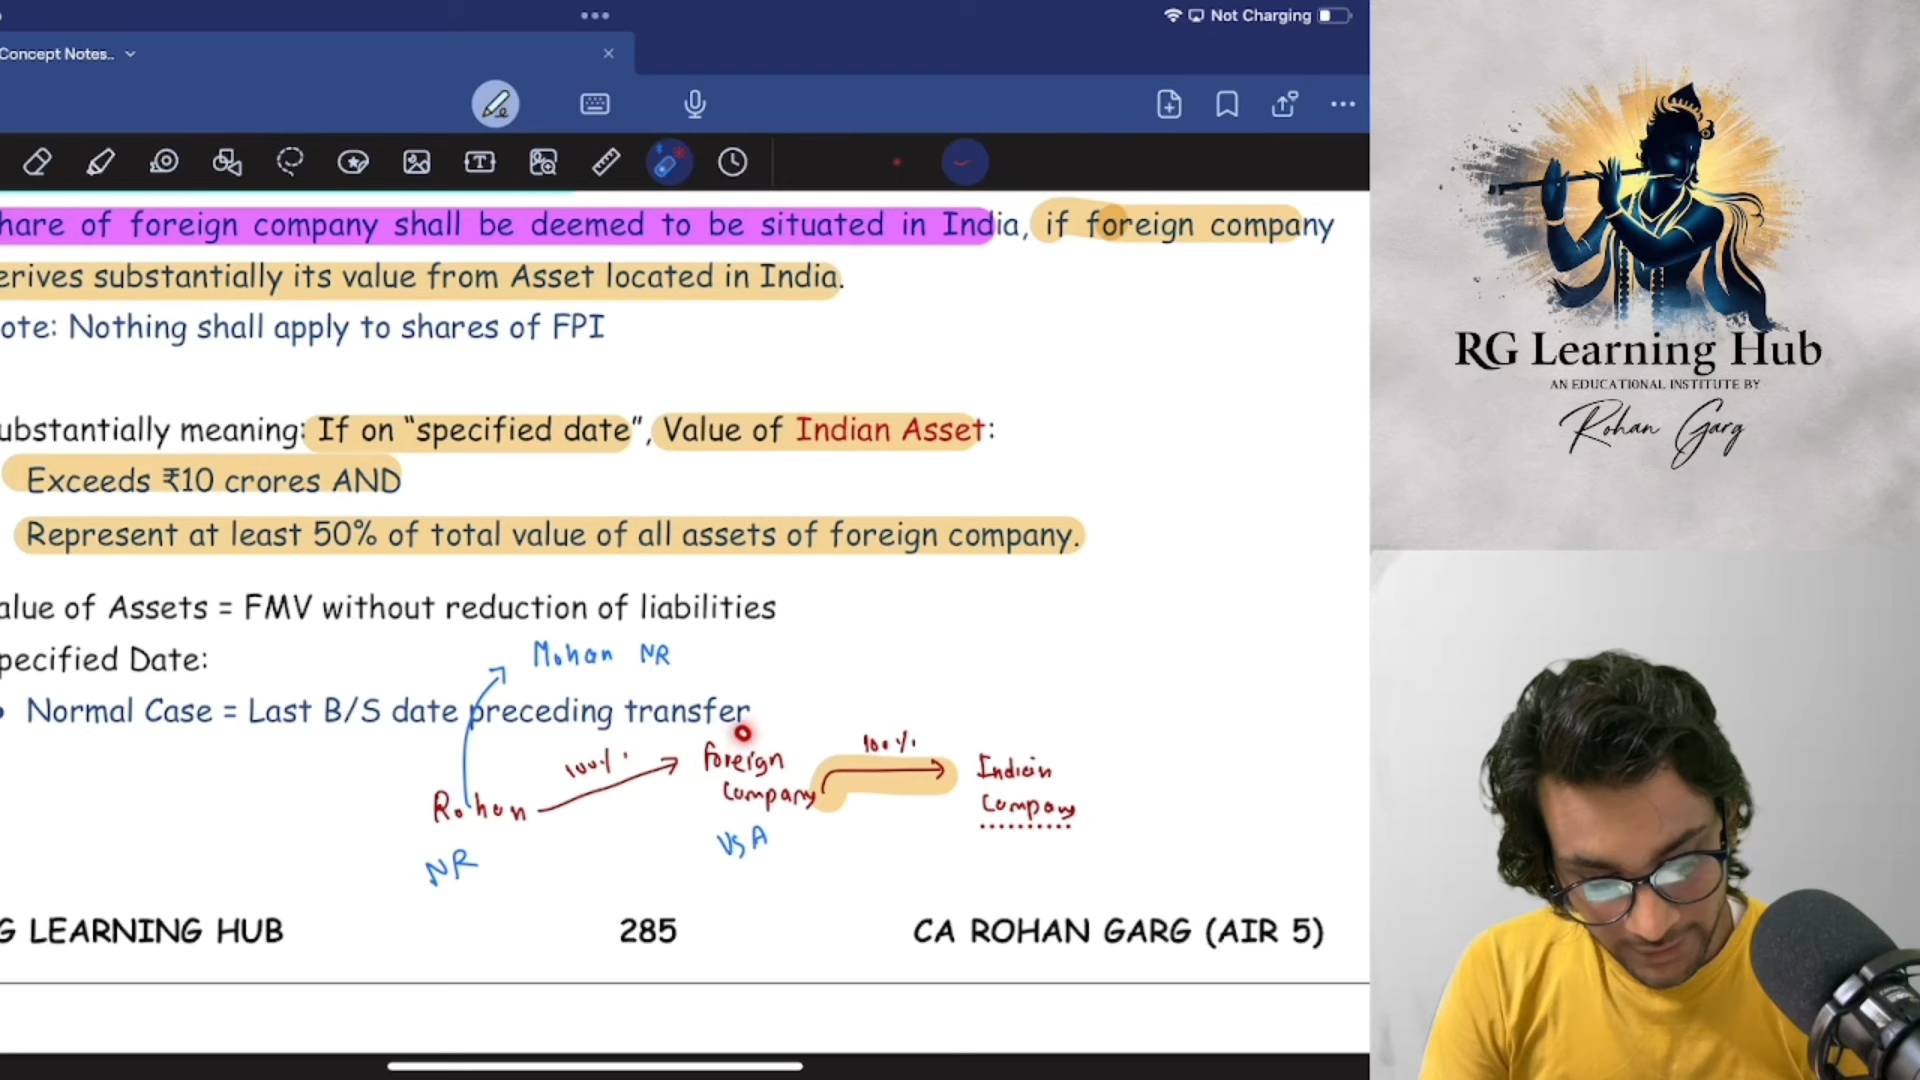 Not Charging
Concept Notes..
hare of foreign company shall be deemed to be situated in India, if foreign company
erives substantially its value from Asset located in India.
ote: Nothing shall apply to shares of FPI
ubstantially meaning: If on “specified date”, Value of Indian Asset:
Exceeds ₹10 crores AND
Represent at least 50% of total value of all assets of foreign company.
alue of Assets = FMV without reduction of liabilities
Mohan NR
pecified Date:
• Normal Case = Last B/S date preceding transfer
100%
100%
Foreign
Company
Indian
Company
Rohan
USA
NR
G LEARNING HUB
285
CA ROHAN GARG (AIR 5)
RG Learning Hub
AN EDUCATIONAL INSTITUTE BY
Rohan Garg